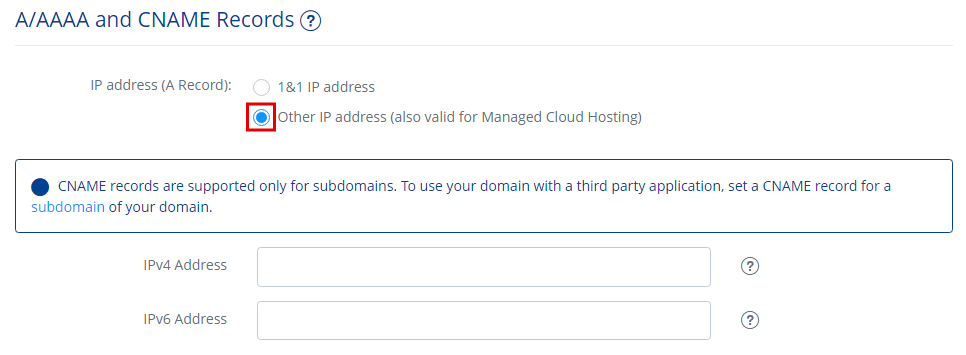 A/AAAA and CNAME Records ?
IP address (A Record):
1&1 IP address
Other IP address (also valid for Managed Cloud Hosting)
CNAME records are supported only for subdomains. To use your domain with a third party application, set a CNAME record for a
subdomain of your domain.
IPv4 Address ?
IPv6 Address ?